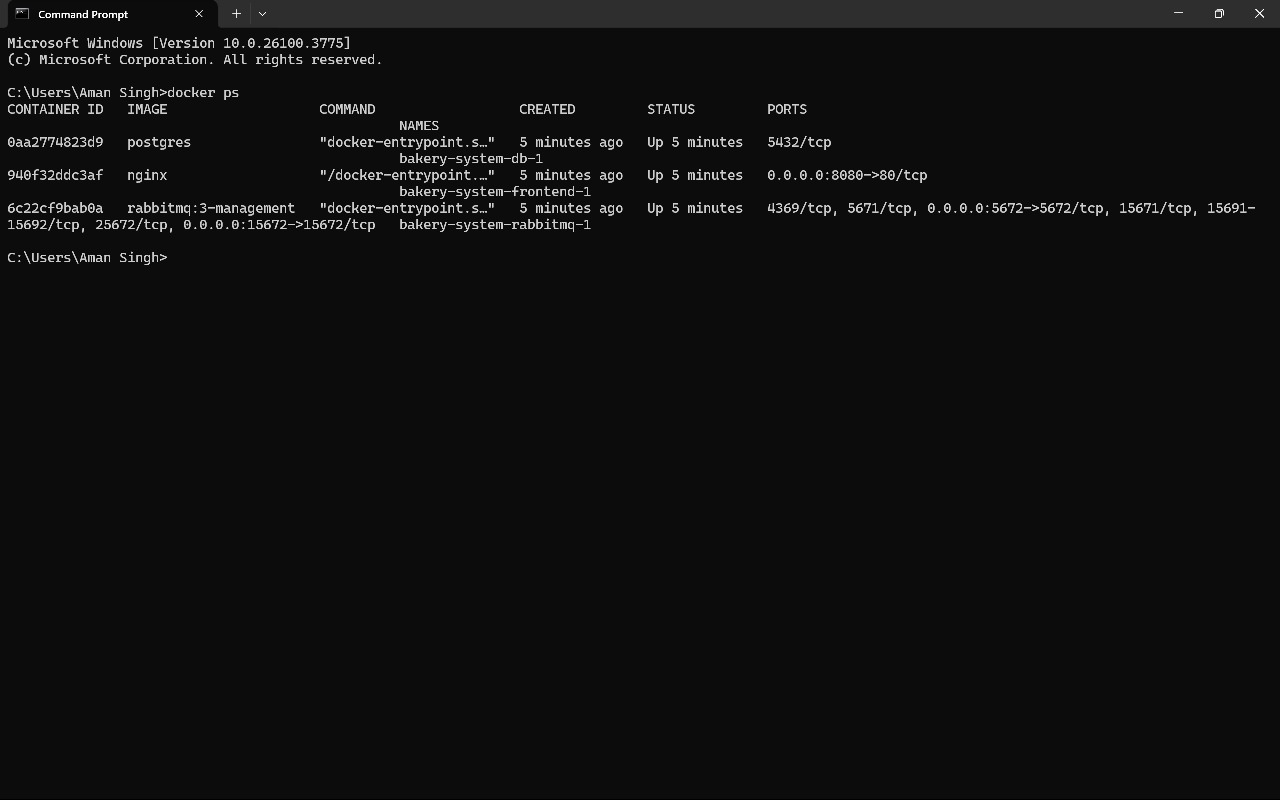 Command Prompt
Microsoft Windows [Version 10.0.26100.3775]
(c) Microsoft Corporation. All rights reserved.
C:\Users\Aman Singh>docker ps
CONTAINER ID   IMAGE                   COMMAND                  CREATED         STATUS         PORTS
                                                 NAMES
0aa2774823d9   postgres                "docker-entrypoint.s…"   5 minutes ago   Up 5 minutes   5432/tcp
                                                 bakery-system-db-1
940f32ddc3af   nginx                   "/docker-entrypoint.…"   5 minutes ago   Up 5 minutes   0.0.0.0:8080->80/tcp
                                                 bakery-system-frontend-1
6c22cf9bab0a   rabbitmq:3-management   "docker-entrypoint.s…"   5 minutes ago   Up 5 minutes   4369/tcp, 5671/tcp, 0.0.0.0:5672->5672/tcp, 15671/tcp, 15691-
15692/tcp, 25672/tcp, 0.0.0.0:15672->15672/tcp   bakery-system-rabbitmq-1
C:\Users\Aman Singh>